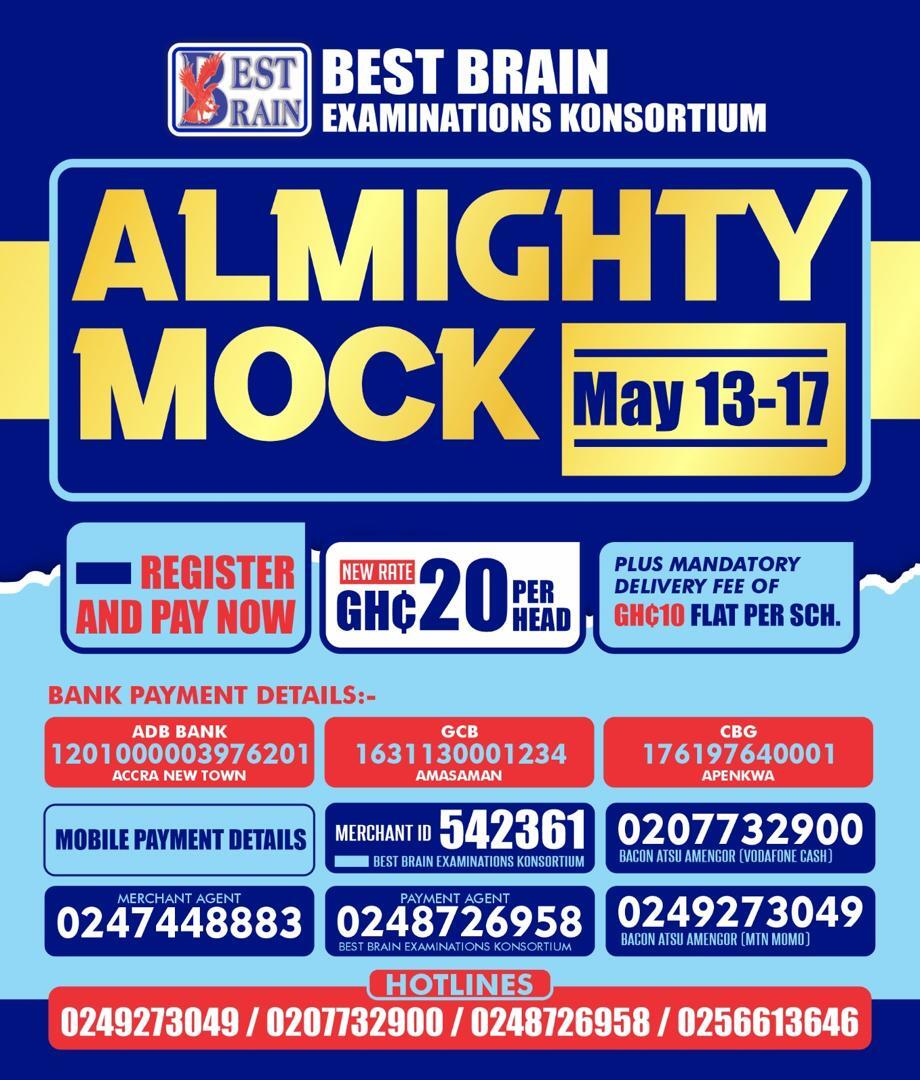 BEST
BRAIN
BEST BRAIN
EXAMINATIONS KONSORTIUM
ALMIGHTY
MOCK
May 13-17
REGISTER
AND PAY NOW
NEW RATE
GH₵20 PER
HEAD
PLUS MANDATORY
DELIVERY FEE OF
GH₵10 FLAT PER SCH.
BANK PAYMENT DETAILS:-
ADB BANK
1201000003976201
ACCRA NEW TOWN
GCB
1631130001234
AMASAMAN
CBG
176197640001
APENKWA
MOBILE PAYMENT DETAILS
MERCHANT ID 542361
BEST BRAIN EXAMINATIONS KONSORTIUM
0207732900
BACON ATSU AMENGOR (VODAFONE CASH)
MERCHANT AGENT
0247448883
PAYMENT AGENT
0248726958
BEST BRAIN EXAMINATIONS KONSORTIUM
0249273049
BACON ATSU AMENGOR (MTN MOMO)
HOTLINES
0249273049 / 0207732900 / 0248726958 / 0256613646